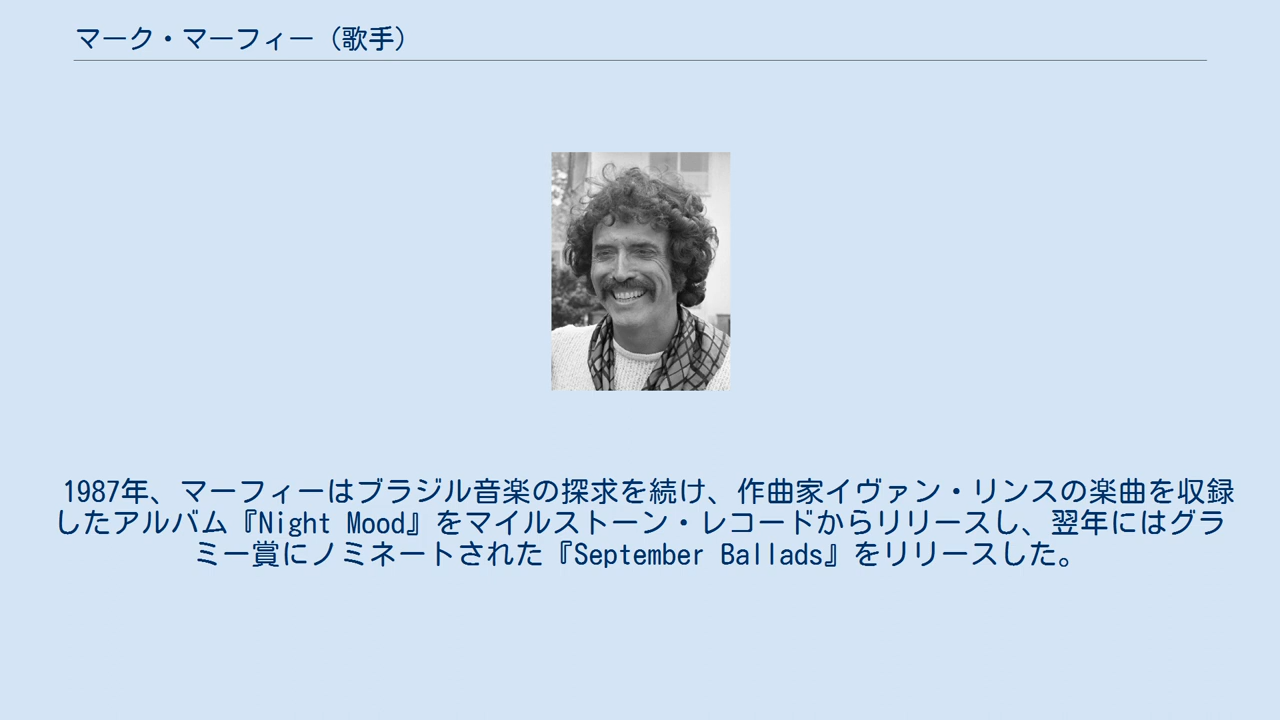 マーク・マーフィー（歌手）
1987年、マーフィーはブラジル音楽の探求を続け、作曲家イヴァン・リンスの楽曲を収録
したアルバム『Night Mood』をマイルストーン・レコードからリリースし、翌年にはグラ
ミー賞にノミネートされた『September Ballads』をリリースした。